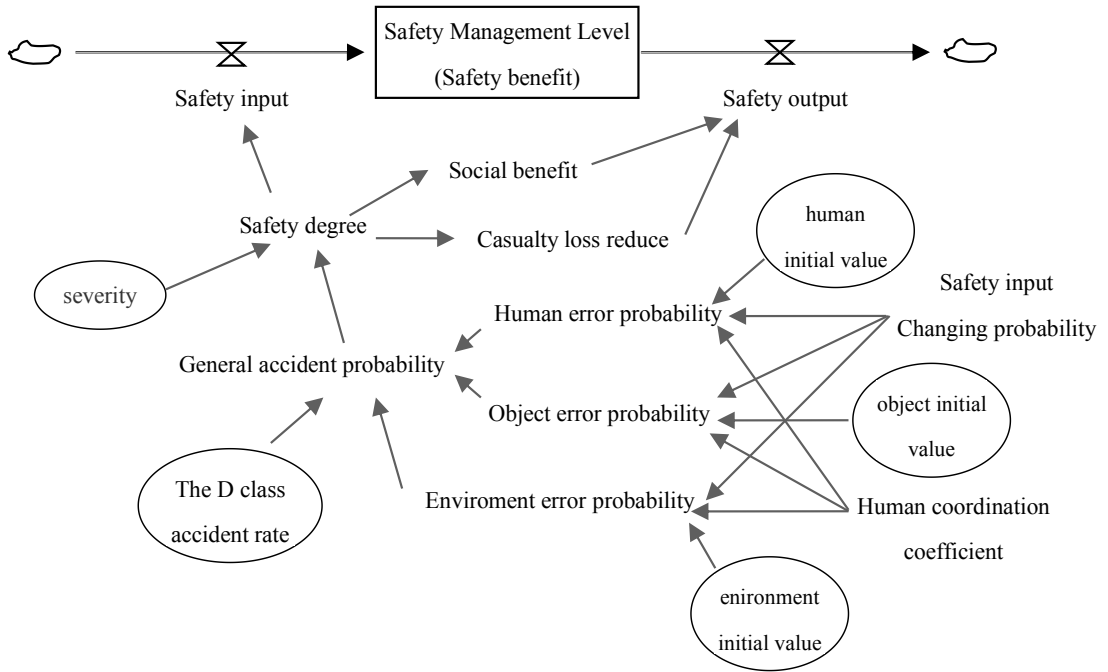 Safety Management Level
(Safety benefit)
Safety input
Safety output
Social benefit
Safety degree
Casualty loss reduce
human
initial value
severity
Safety input
Changing probability
Human error probability
General accident probability
Object error probability
object initial
value
The D class
accident rate
Enviroment error probability
Human coordination
coefficient
enironment
initial value